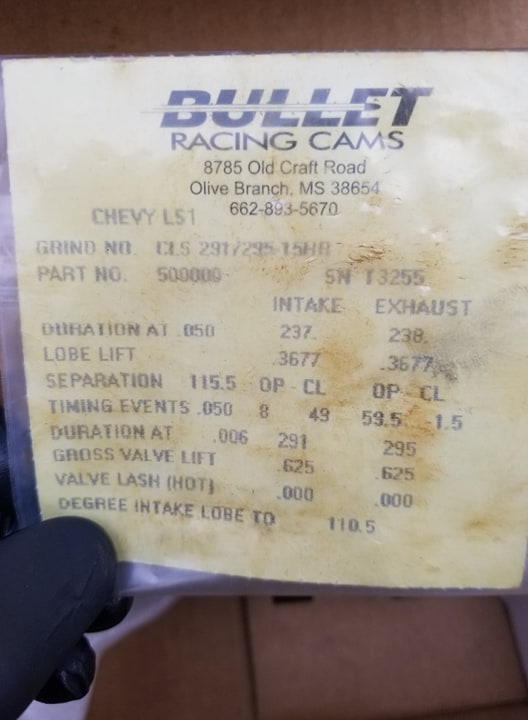 BULLET
RACING CAMS
8785 Old Craft Road
Olive Branch, MS 38654
662-893-5670
CHEVY LS1
GRIND NO. CLS 291/295-15HR
PART NO. 500000 SN T3255
INTAKE EXHAUST
DURATION AT .050 237. 238.
LOBE LIFT .3677 .3677
SEPARATION 115.5 OP - CL OP - CL
TIMING EVENTS .050 8 49 59.5 -1.5
DURATION AT .006 291 295
GROSS VALVE LIFT .625 .625
VALVE LASH (HOT) .000 .000
DEGREE INTAKE LOBE TO 110.5